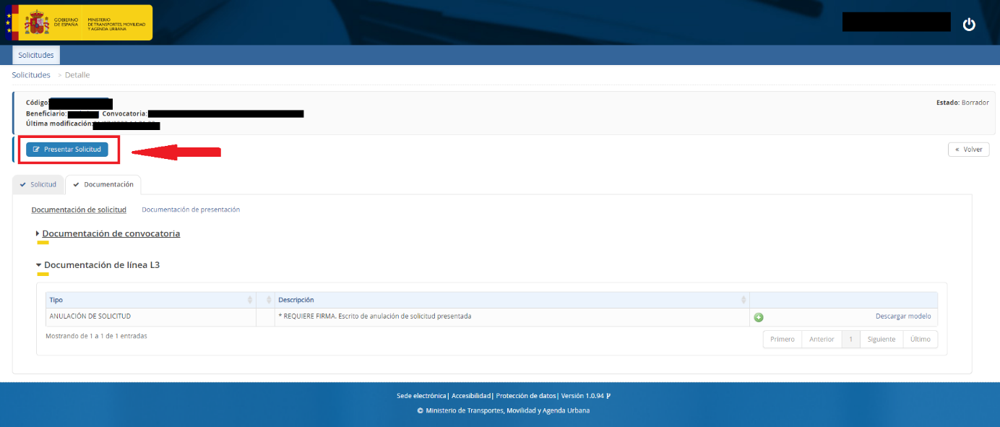 GOBIERNO
DE ESPAÑA
MINISTERIO
DE TRANSPORTES, MOVILIDAD
Y AGENDA URBANA
Solicitudes
Solicitudes > Detalle
Código:
Estado: Borrador
Beneficiario: | Convocatoria:
Última modificación:
Presentar Solicitud
« Volver
Solicitud
Documentación
Documentación de solicitud
Documentación de presentación
Documentación de convocatoria
Documentación de línea L3
Tipo Descripción
ANULACIÓN DE SOLICITUD * REQUIERE FIRMA. Escrito de anulación de solicitud presentada Descargar modelo
Mostrando de 1 a 1 de 1 entradas
Primero Anterior 1 Siguiente Último
Sede electrónica| Accesibilidad| Protección de datos| Versión 1.0.94
© Ministerio de Transportes, Movilidad y Agenda Urbana